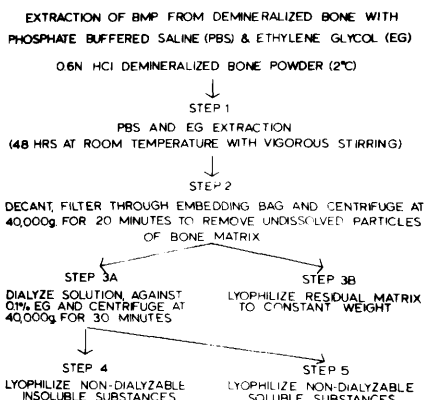 EXTRACTION OF BMP FROM DEMINERALIZED BONE WITH
PHOSPHATE BUFFERED SALINE (PBS) & ETHYLENE GLYCOL (EG)
0.6N HCl DEMINERALIZED BONE POWDER (2°C)
STEP 1
PBS AND EG EXTRACTION
(48 HRS AT ROOM TEMPERATURE WITH VIGOROUS STIRRING)
STEP 2
DECANT, FILTER THROUGH EMBEDDING BAG AND CENTRIFUGE AT
40,000g. FOR 20 MINUTES TO REMOVE UNDISSOLVED PARTICLES
OF BONE MATRIX
STEP 3A
DIALYZE SOLUTION, AGAINST
0.1% EG AND CENTRIFUGE AT
40,000g FOR 30 MINUTES
STEP 3B
LYOPHILIZE RESIDUAL MATRIX
TO CONSTANT WEIGHT
STEP 4
LYOPHILIZE NON-DIALYZABLE
INSOLUBLE SUBSTANCES
STEP 5
LYOPHILIZE NON-DIALYZABLE
SOLUBLE SUBSTANCES